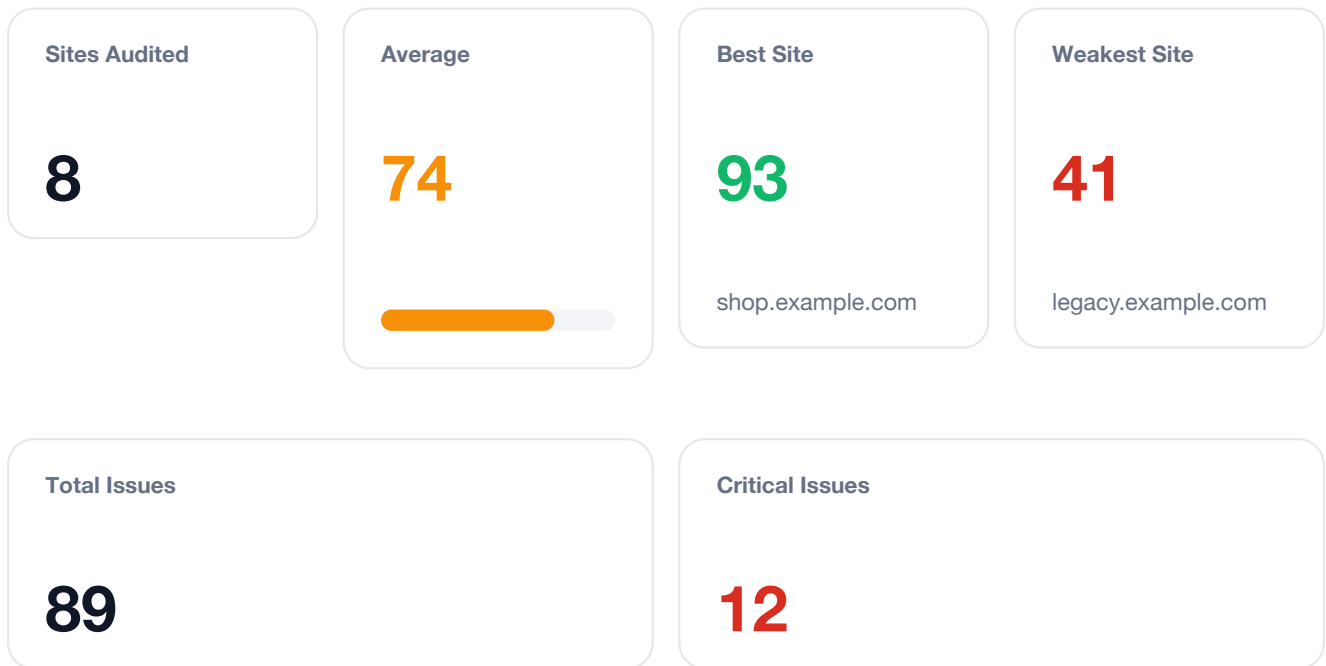 Sites Audited
8
Average
74
Best Site
93
shop.example.com
Weakest Site
41
legacy.example.com
Total Issues
89
Critical Issues
12